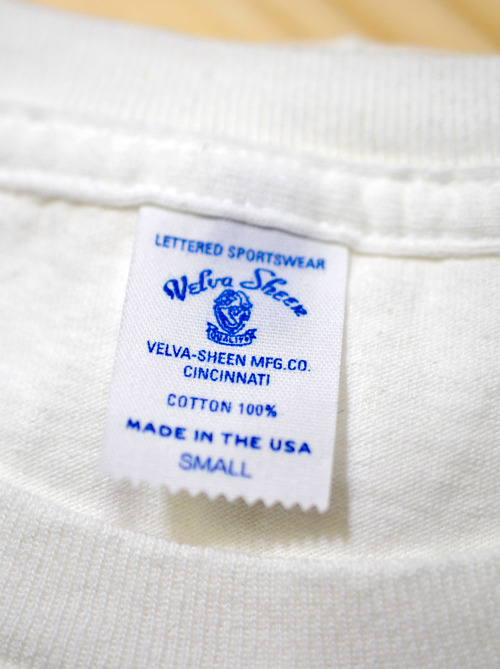 LETTERED SPORTSWEAR
Velva Sheen
QUALITY
VELVA-SHEEN MFG.CO.
CINCINNATI
COTTON 100%
MADE IN THE USA
SMALL